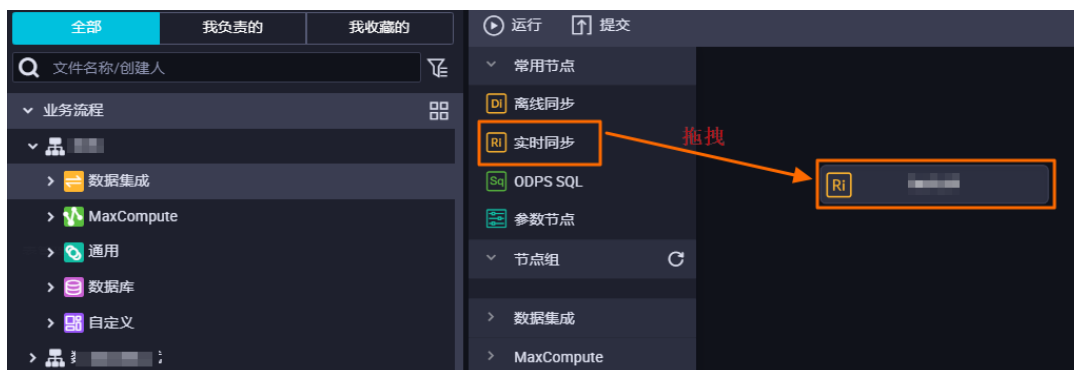 全部 我负责的 我收藏的
文件名称/创建人
业务流程
数据集成
MaxCompute
通用
数据库
自定义
运行 提交
常用节点
DI 离线同步
Ri 实时同步
Sq ODPS SQL
参数节点
节点组
数据集成
MaxCompute
拖拽
Ri